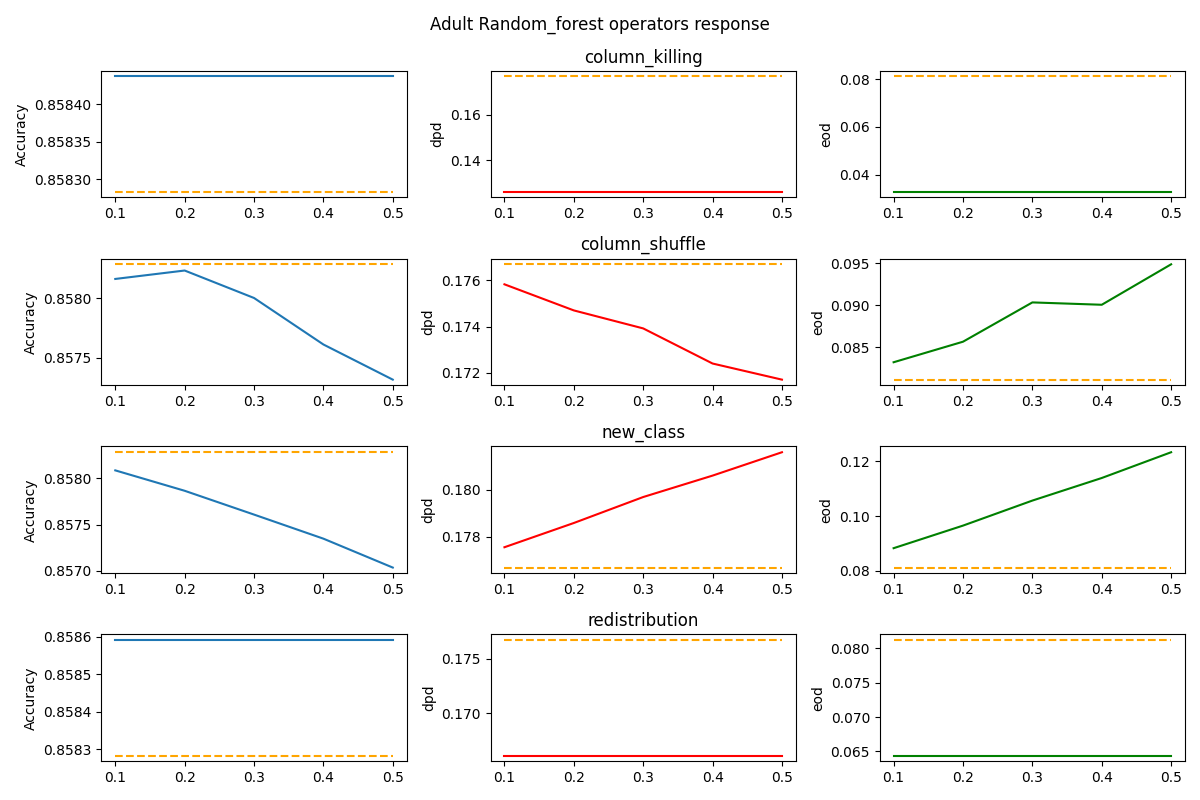 Adult Random_forest operators response
column_killing
Accuracy
0.85840
0.85835
0.85830
0.1 0.2 0.3 0.4 0.5
dpd
0.16
0.14
0.1 0.2 0.3 0.4 0.5
eod
0.08
0.06
0.04
0.1 0.2 0.3 0.4 0.5
column_shuffle
Accuracy
0.8580
0.8575
0.1 0.2 0.3 0.4 0.5
dpd
0.176
0.174
0.172
0.1 0.2 0.3 0.4 0.5
eod
0.095
0.090
0.085
0.1 0.2 0.3 0.4 0.5
new_class
Accuracy
0.8580
0.8575
0.8570
0.1 0.2 0.3 0.4 0.5
dpd
0.180
0.178
0.1 0.2 0.3 0.4 0.5
eod
0.12
0.10
0.08
0.1 0.2 0.3 0.4 0.5
redistribution
Accuracy
0.8586
0.8585
0.8584
0.8583
0.1 0.2 0.3 0.4 0.5
dpd
0.175
0.170
0.1 0.2 0.3 0.4 0.5
eod
0.080
0.075
0.070
0.065
0.1 0.2 0.3 0.4 0.5